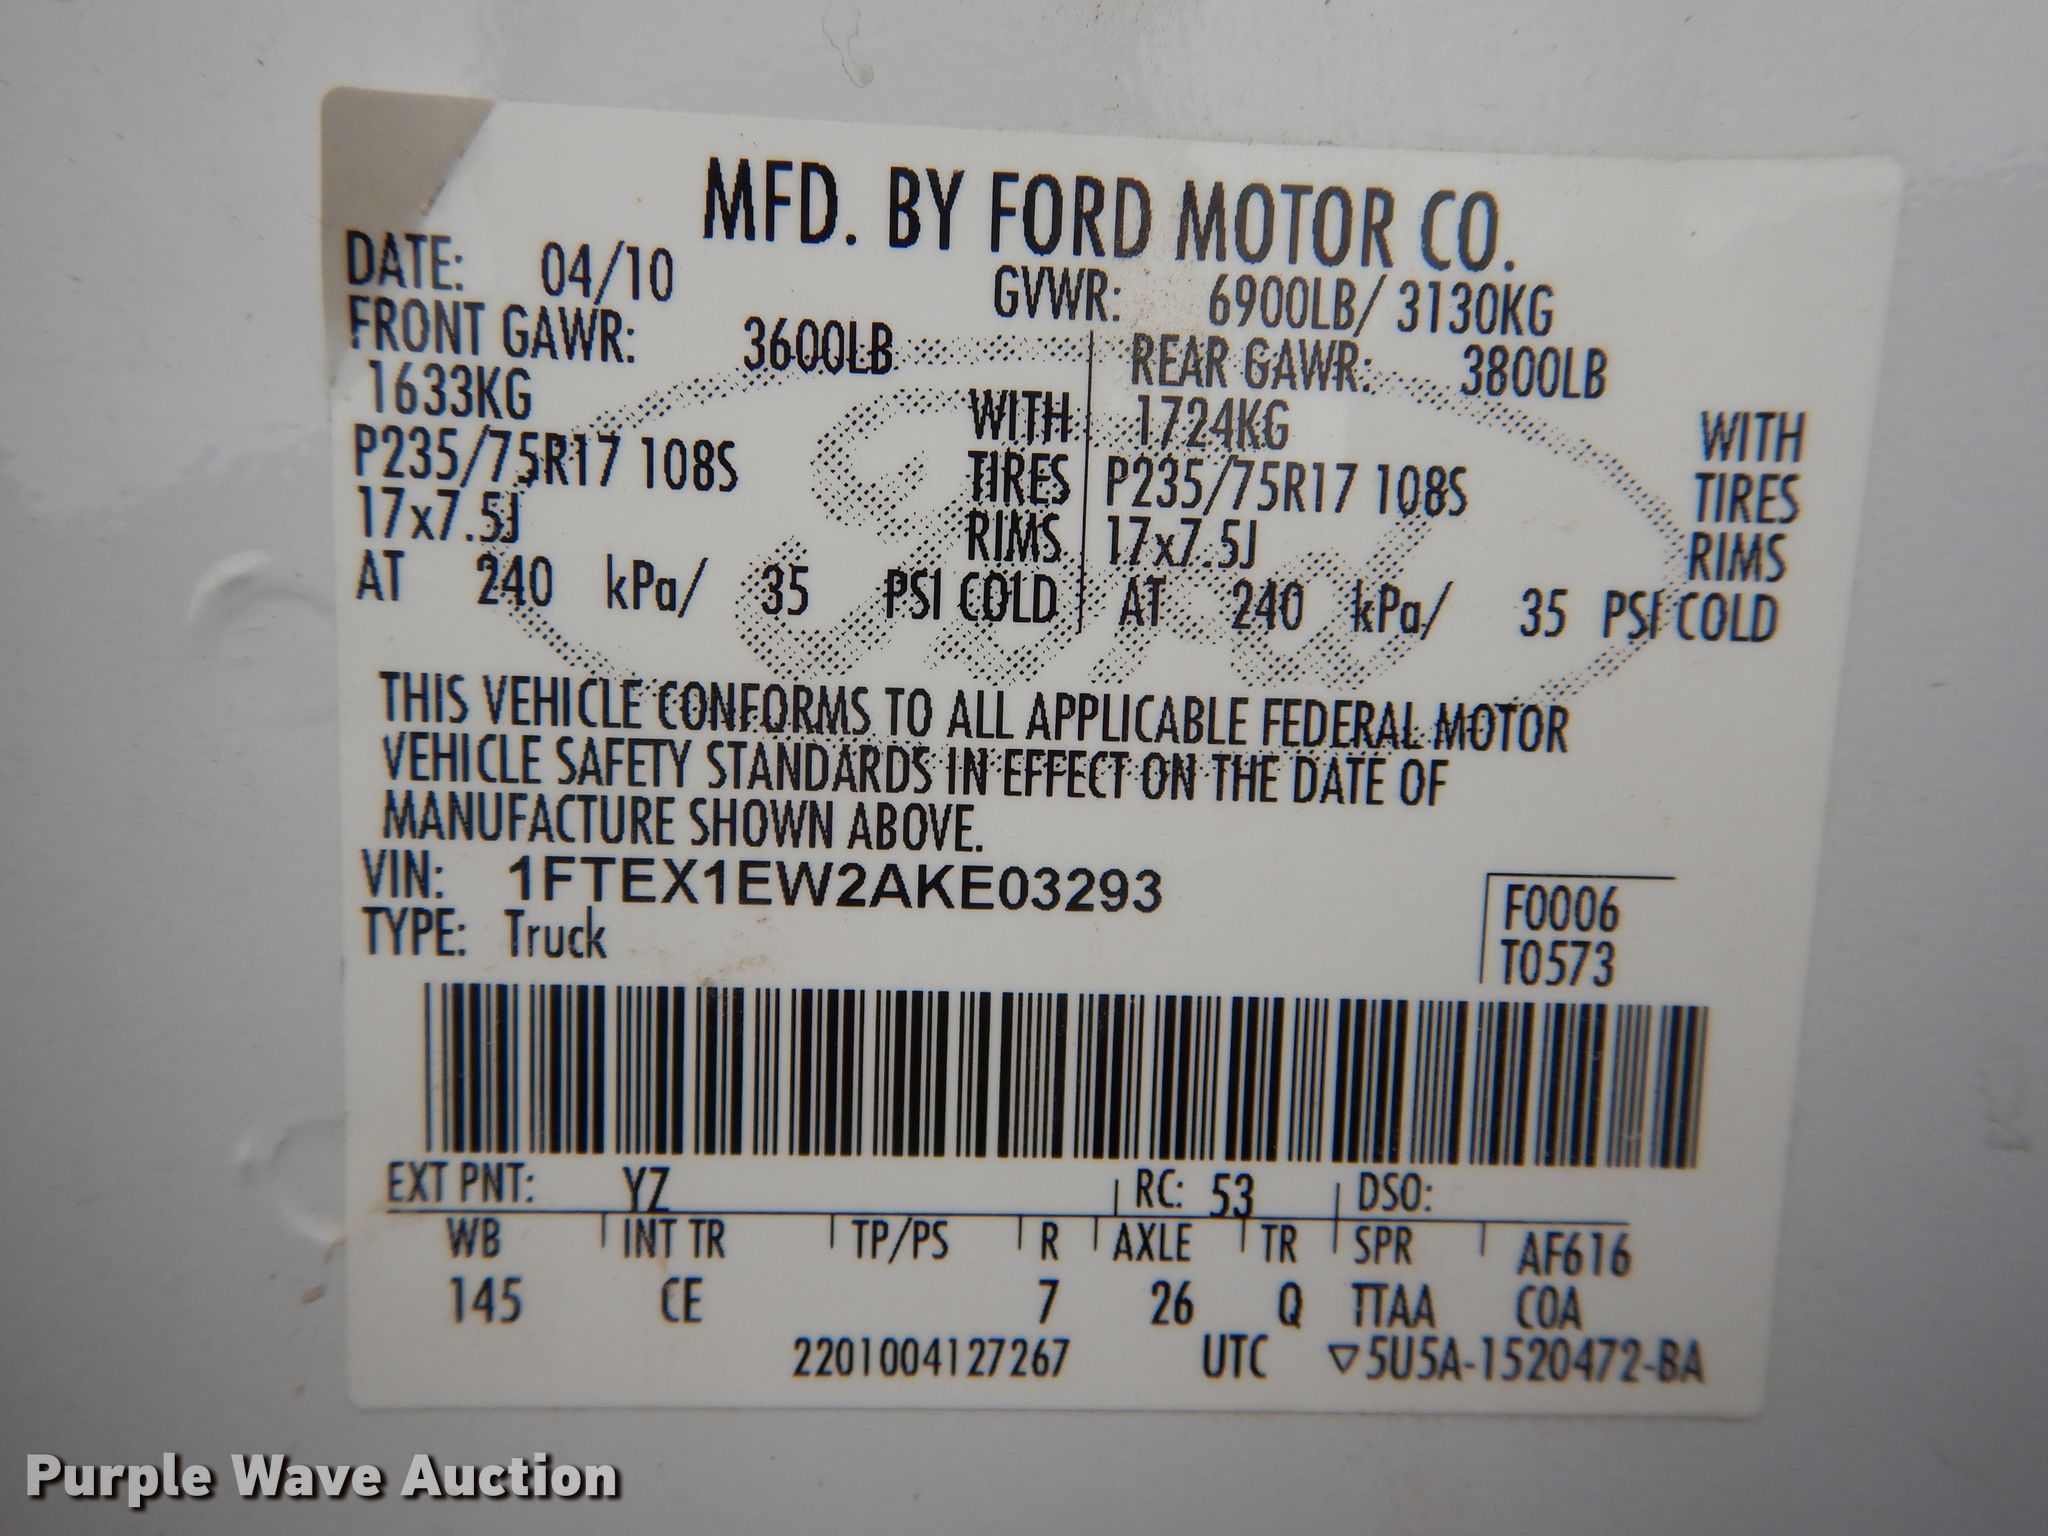 MFD. BY FORD MOTOR CO.
DATE: 04/10 GVWR: 6900LB/ 3130KG
FRONT GAWR: 3600LB REAR GAWR: 3800LB
1633KG WITH 1724KG WITH
P235/75R17 108S TIRES P235/75R17 108S TIRES
17x7.5J RIMS 17x7.5J RIMS
AT 240 kPa/ 35 PSI COLD AT 240 kPa/ 35 PSI COLD
THIS VEHICLE CONFORMS TO ALL APPLICABLE FEDERAL MOTOR
VEHICLE SAFETY STANDARDS IN EFFECT ON THE DATE OF
MANUFACTURE SHOWN ABOVE.
VIN: 1FTEX1EW2AKE03293 F0006
TYPE: Truck T0573
EXT PNT: YZ RC: 53 DSO:
WB INT TR TP/PS R AXLE TR SPR AF616
145 CE 7 26 Q TTAA COA
2201004127267 UTC ▽5U5A-1520472-BA
Purple Wave Auction